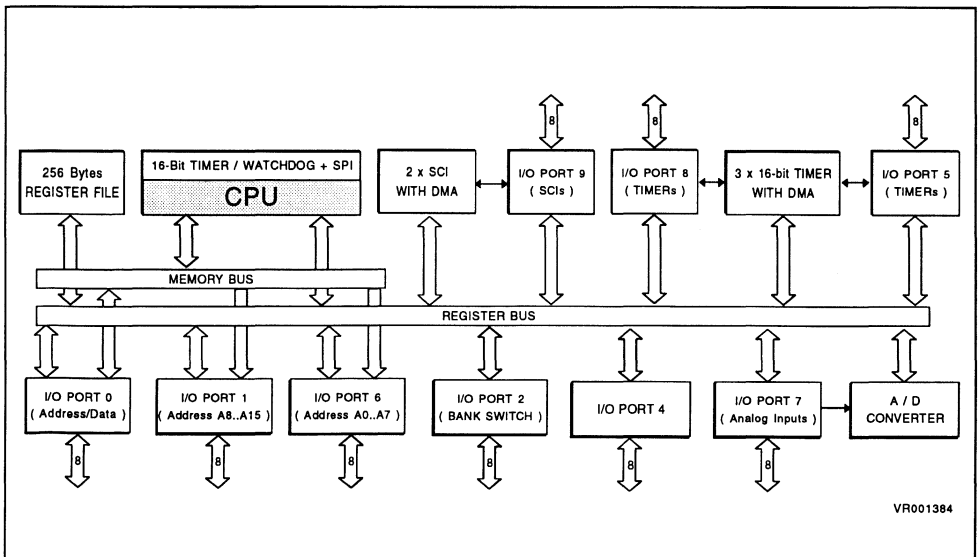 8
8
8
256 Bytes
REGISTER FILE
16-Bit TIMER / WATCHDOG + SPI
CPU
2 x SCI
WITH DMA
I/O PORT 9
( SCIs )
I/O PORT 8
( TIMERs )
3 x 16-bit TIMER
WITH DMA
I/O PORT 5
( TIMERs )
MEMORY BUS
REGISTER BUS
I/O PORT 0
( Address/Data )
I/O PORT 1
( Address A8..A15 )
I/O PORT 6
( Address A0..A7 )
I/O PORT 2
( BANK SWITCH )
I/O PORT 4
I/O PORT 7
( Analog Inputs )
A / D
CONVERTER
8
8
8
8
8
8
VR001384